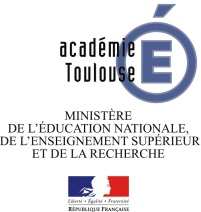 académie
Toulouse
MINISTÈRE
DE L'ÉDUCATION NATIONALE,
DE L'ENSEIGNEMENT SUPÉRIEUR
ET DE LA RECHERCHE
Liberté • Égalité • Fraternité
RÉPUBLIQUE FRANÇAISE